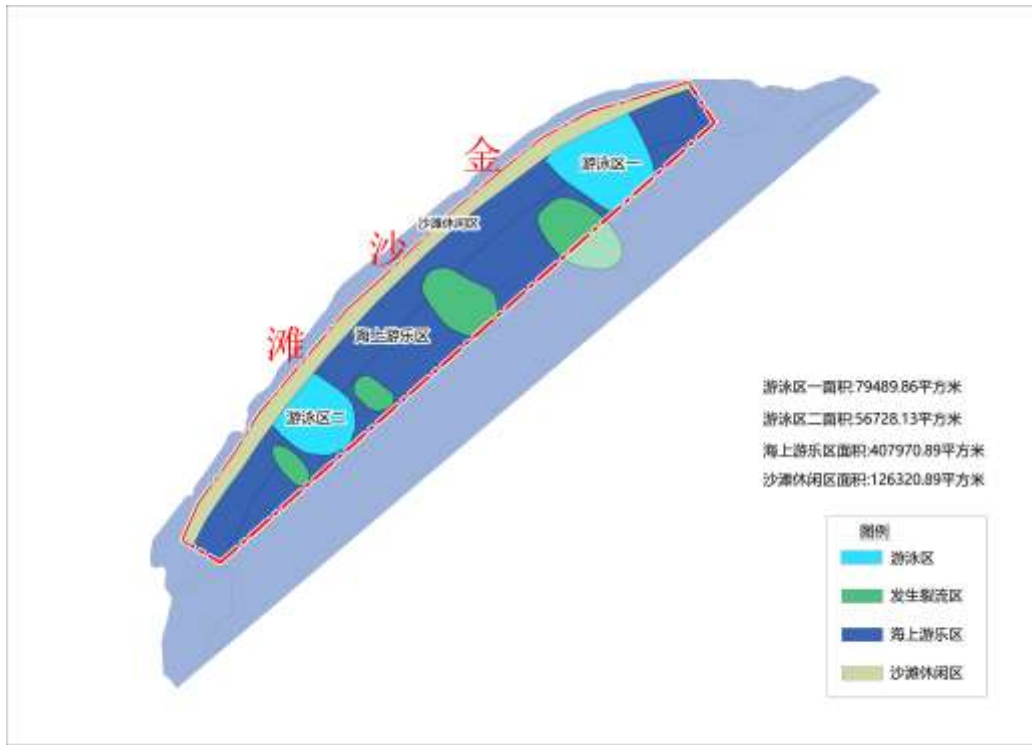 金
沙
滩
游泳区一
沙滩休闲区
海上游乐区
游泳区二
游泳区一面积:79489.86平方米
游泳区二面积:56728.13平方米
海上游乐区面积:407970.89平方米
沙滩休闲区面积:126320.89平方米
图例
游泳区
发生裂流区
海上游乐区
沙滩休闲区